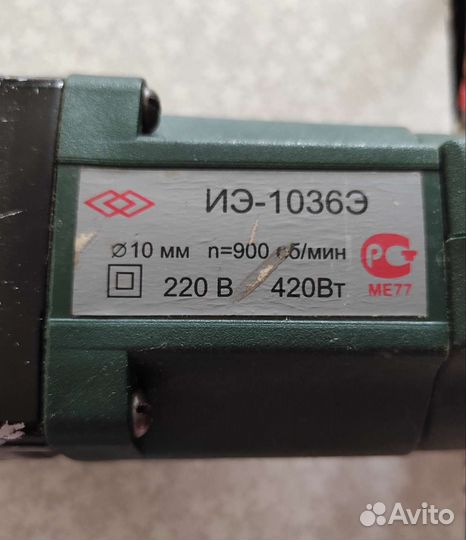 ИЭ-1036Э
⌀10 мм n=900 об/мин
220 В 420Вт
РС
МЕ77
Avito